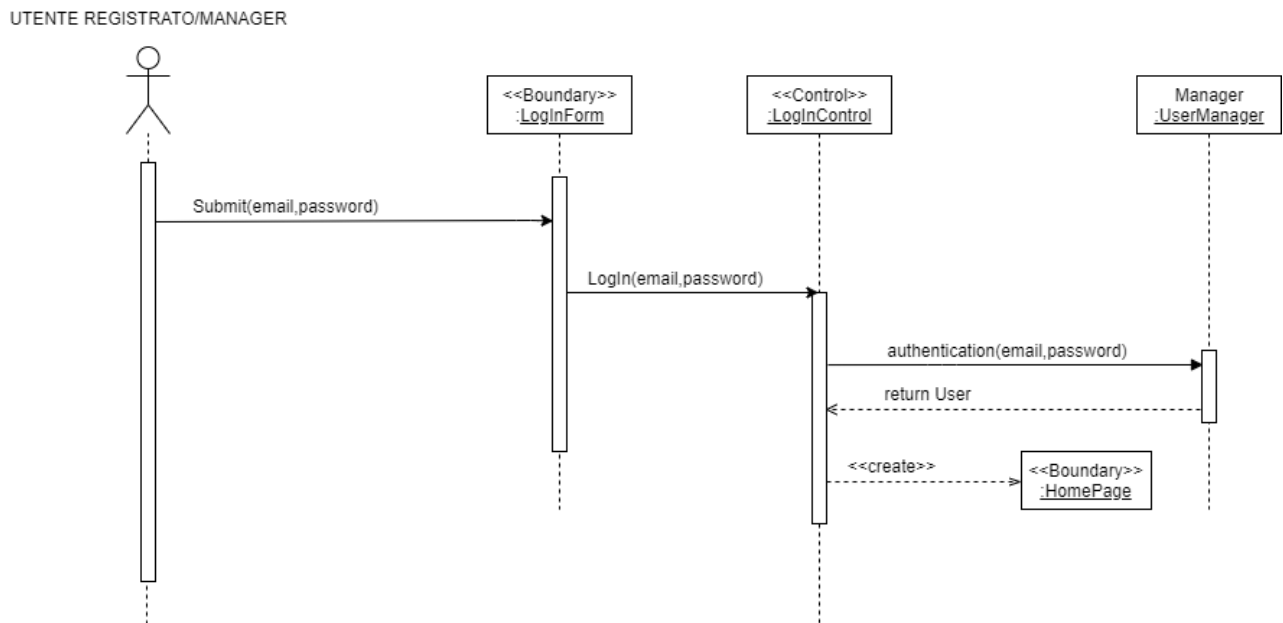 UTENTE REGISTRATO/MANAGER
<<Boundary>>
:LogInForm
<<Control>>
:LogInControl
Manager
:UserManager
Submit(email,password)
LogIn(email,password)
authentication(email,password)
return User
<<create>>
<<Boundary>>
:HomePage